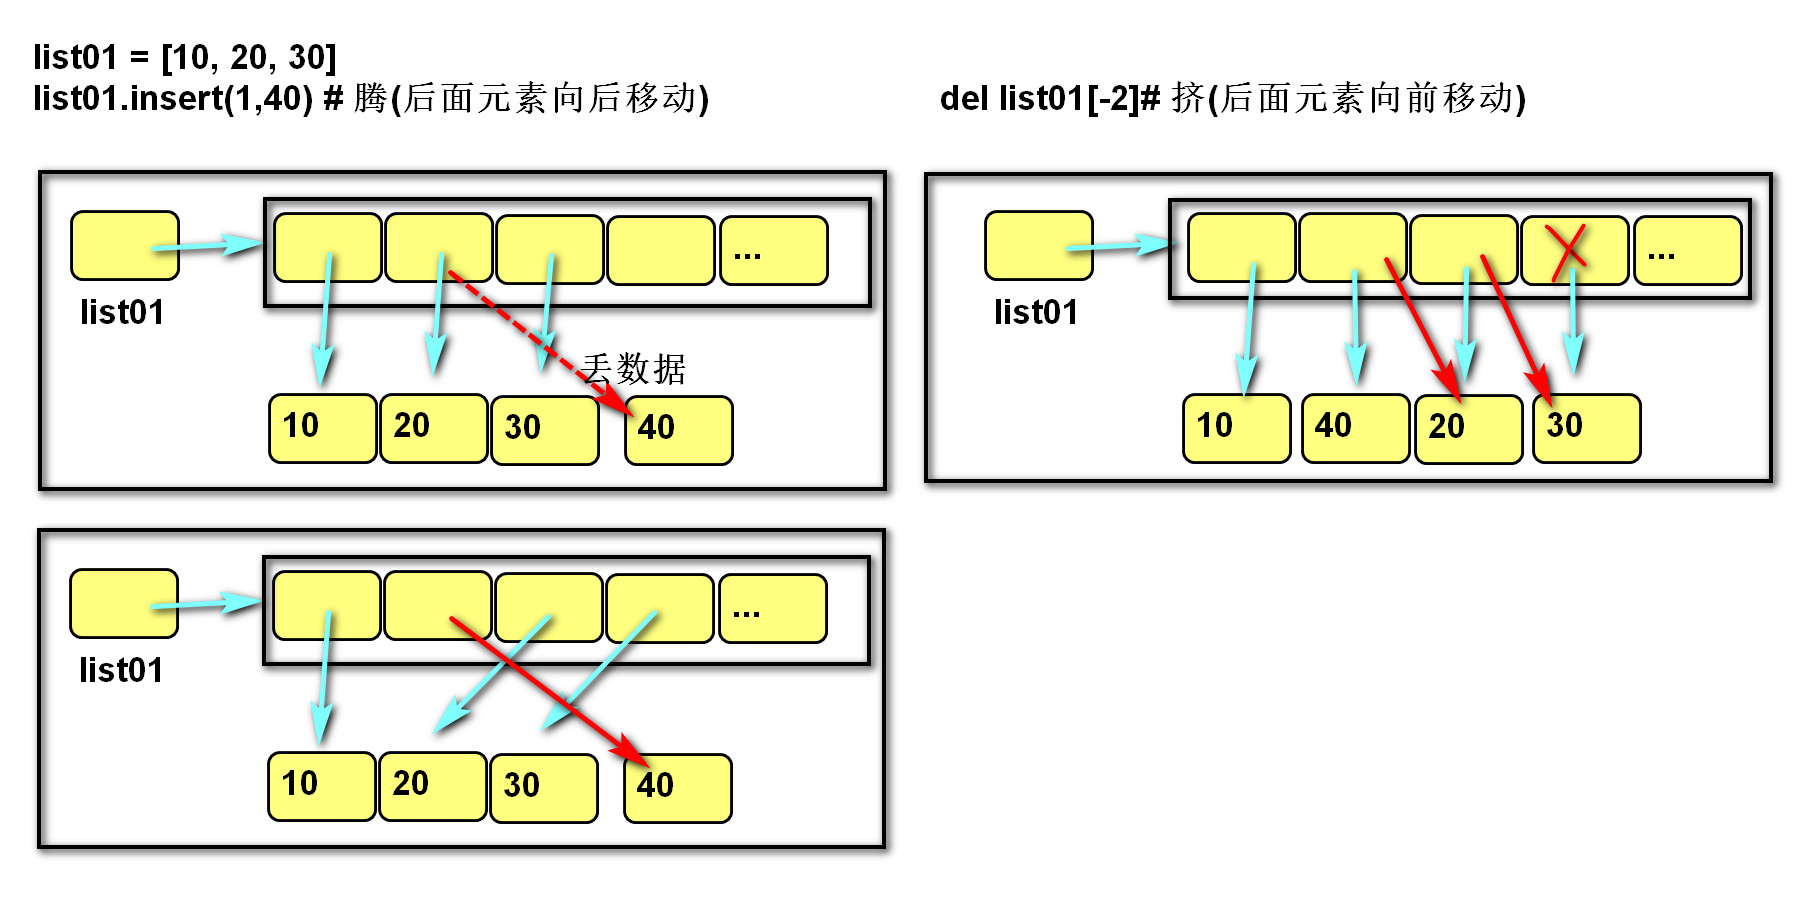 list01 = [10, 20, 30]
list01.insert(1,40) # 腾(后面元素向后移动)
del list01[-2]# 挤(后面元素向前移动)
...
list01
丢数据
10 20 30 40
...
list01
10 40 20 30
...
list01
10 20 30 40